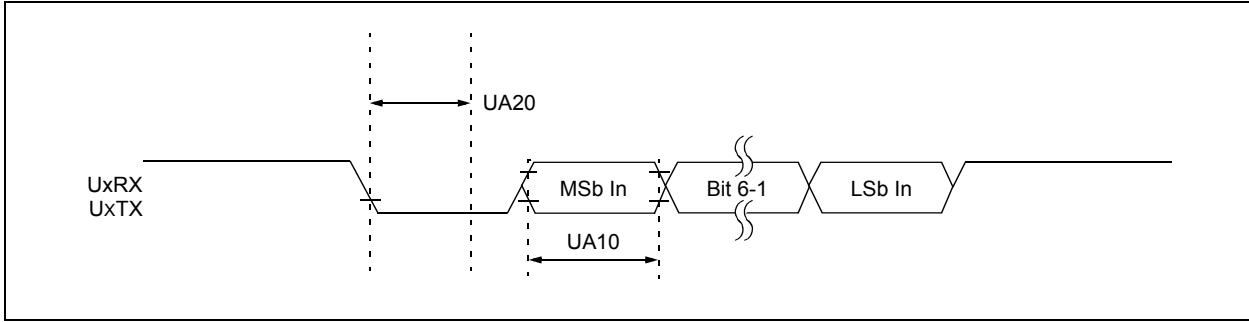 UA20
UxRX
UxTX
MSb In
Bit 6-1
LSb In
UA10